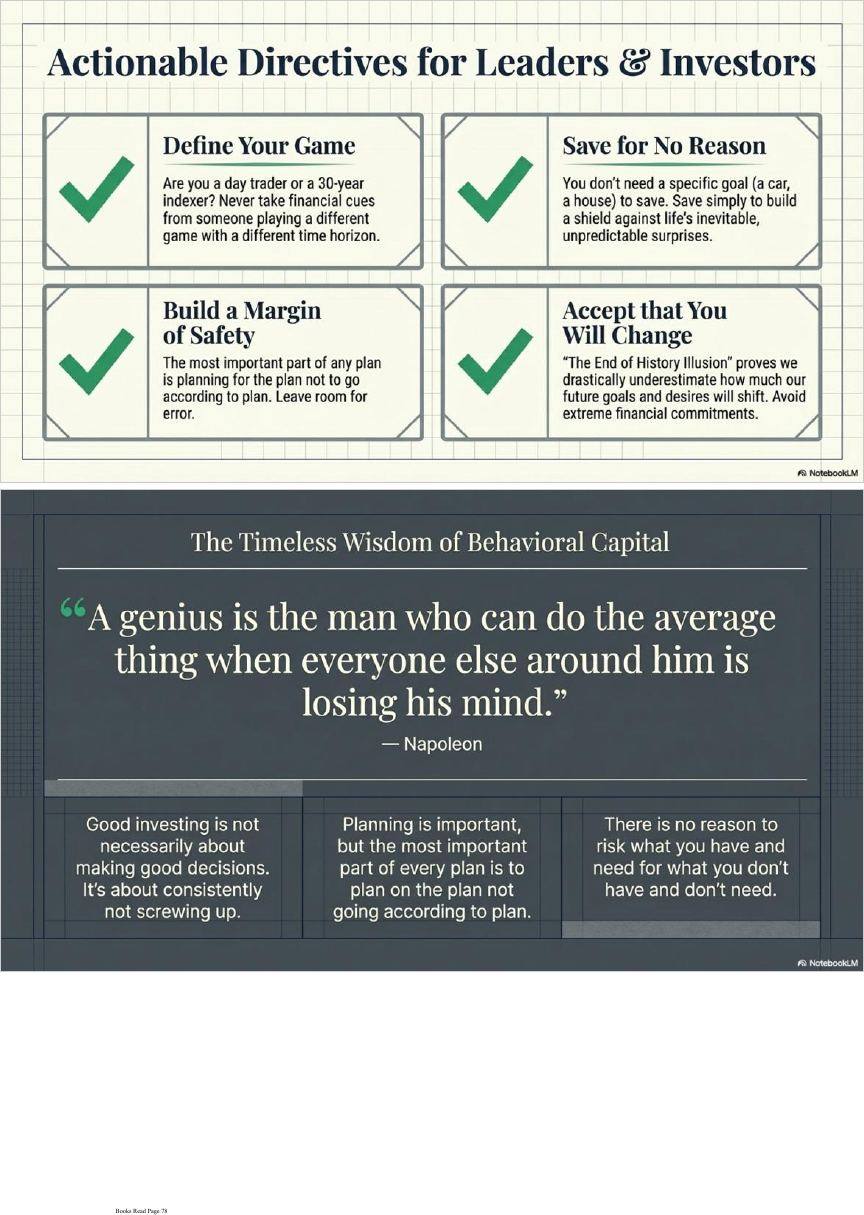 Actionable Directives for Leaders & Investors
Define Your Game
Are you a day trader or a 30-year
indexer? Never take financial cues
from someone playing a different
game with a different time horizon.
Save for No Reason
You don't need a specific goal (a car,
a house) to save. Save simply to build
a shield against life's inevitable,
unpredictable surprises.
Build a Margin
of Safety
The most important part of any plan
is planning for the plan not to go
according to plan. Leave room for
error.
Accept that You
Will Change
"The End of History Illusion" proves we
drastically underestimate how much our
future goals and desires will shift. Avoid
extreme financial commitments.
NotebookLM
The Timeless Wisdom of Behavioral Capital
“A genius is the man who can do the average
thing when everyone else around him is
losing his mind.”
— Napoleon
Good investing is not
necessarily about
making good decisions.
It's about consistently
not screwing up.
Planning is important,
but the most important
part of every plan is to
plan on the plan not
going according to plan.
There is no reason to
risk what you have and
need for what you don't
have and don't need.
NotebookLM
Books Read Page 78